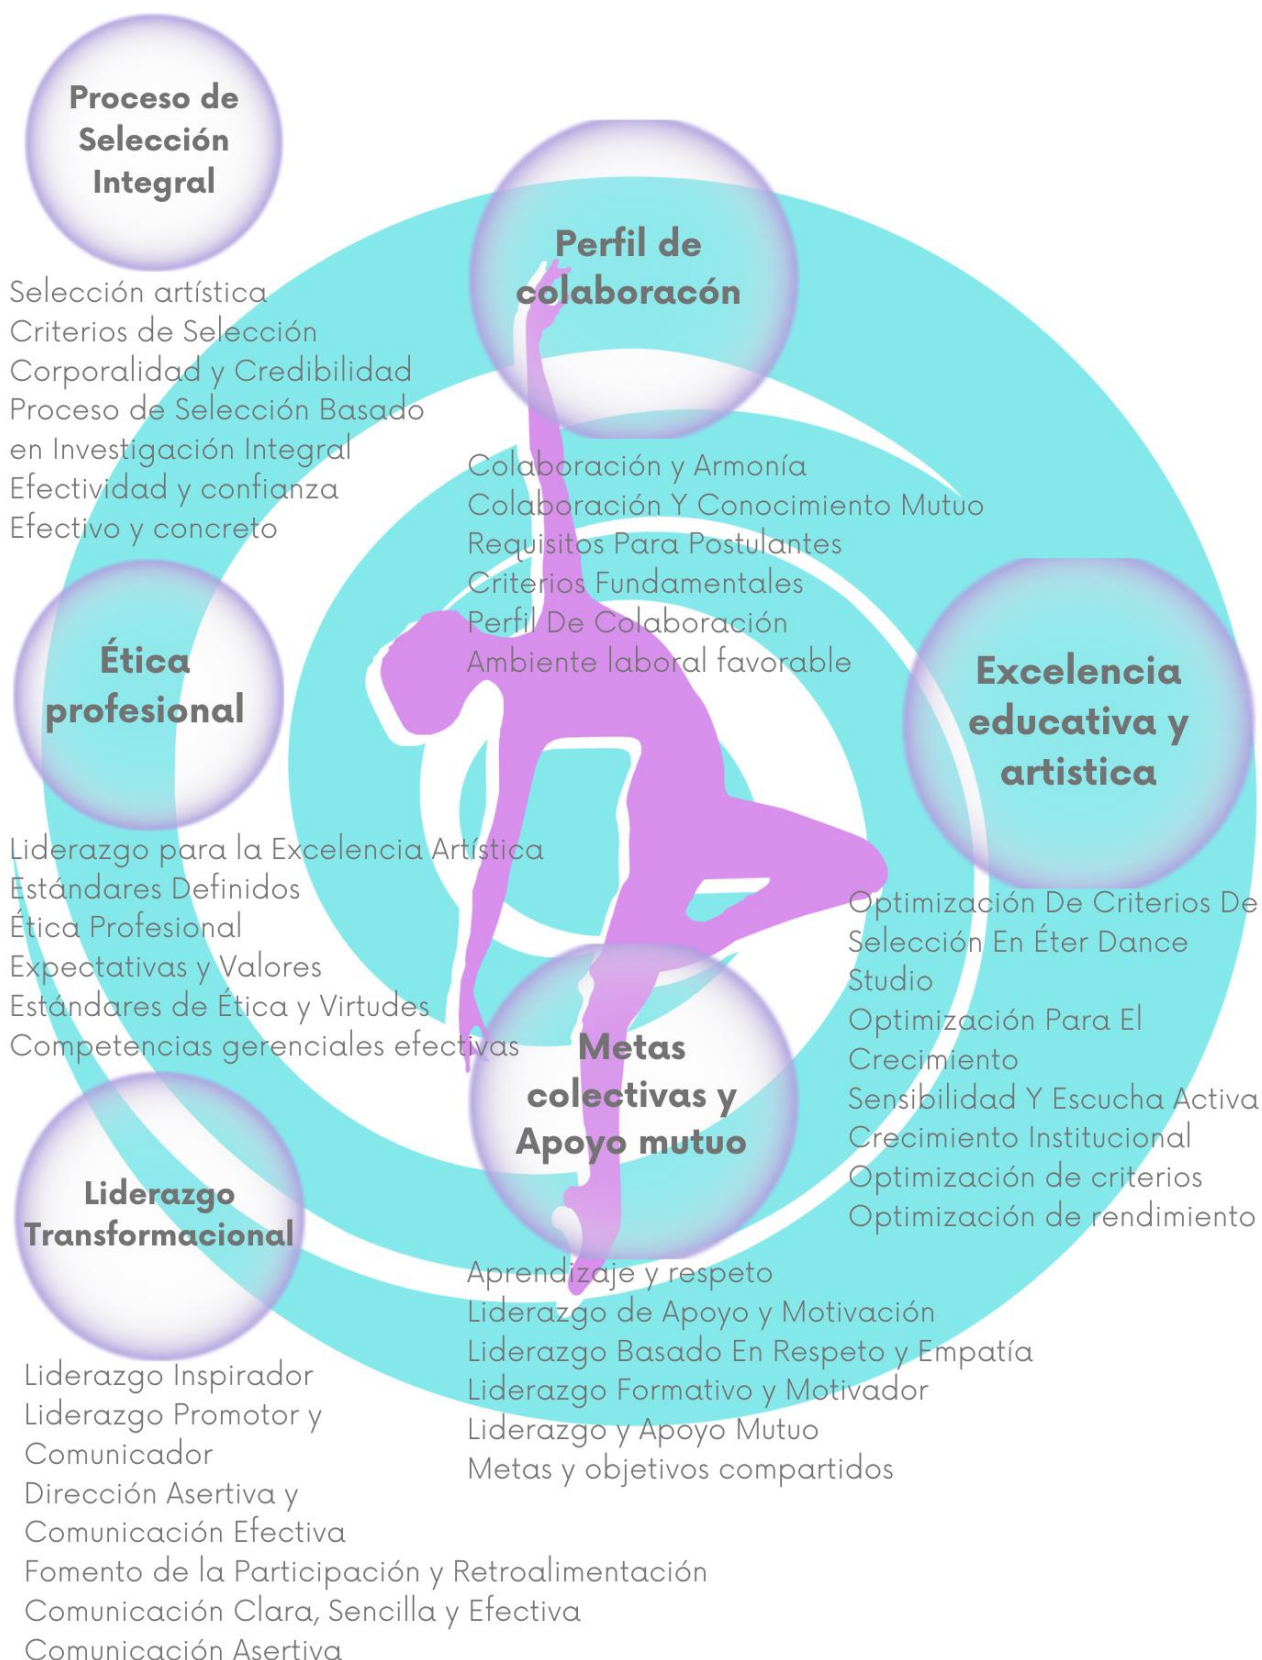 Proceso de
Selección
Integral
Selección artística
Criterios de Selección
Corporalidad y Credibilidad
Proceso de Selección Basado
en Investigación Integral
Efectividad y confianza
Efectivo y concreto
Perfil de
colaboracón
Colaboración y Armonía
Colaboración Y Conocimiento Mutuo
Requisitos Para Postulantes
Criterios Fundamentales
Perfil De Colaboración
Ambiente laboral favorable
Ética
profesional
Liderazgo para la Excelencia Artística
Estándares Definidos
Ética Profesional
Expectativas y Valores
Estándares de Ética y Virtudes
Competencias gerenciales efectivas
Excelencia
educativa y
artistica
Optimización De Criterios De
Selección En Éter Dance
Studio
Optimización Para El
Crecimiento
Sensibilidad Y Escucha Activa
Crecimiento Institucional
Optimización de criterios
Optimización de rendimiento
Metas
colectivas y
Apoyo mutuo
Aprendizaje y respeto
Liderazgo de Apoyo y Motivación
Liderazgo Basado En Respeto y Empatía
Liderazgo Formativo y Motivador
Liderazgo y Apoyo Mutuo
Metas y objetivos compartidos
Liderazgo
Transformacional
Liderazgo Inspirador
Liderazgo Promotor y
Comunicador
Dirección Asertiva y
Comunicación Efectiva
Fomento de la Participación y Retroalimentación
Comunicación Clara, Sencilla y Efectiva
Comunicación Asertiva